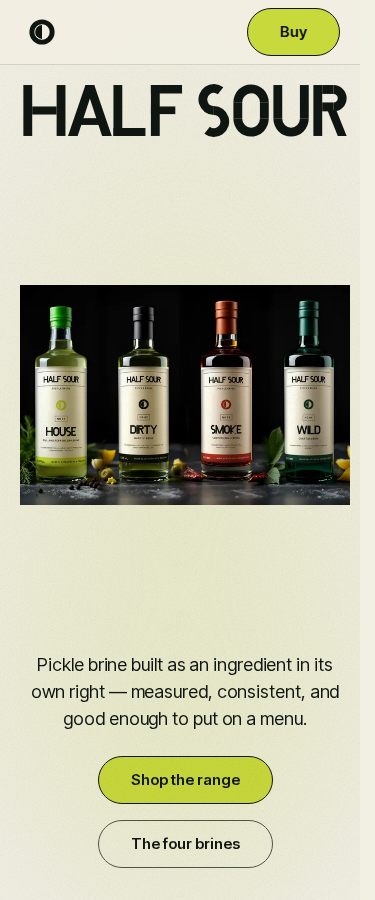 Buy
HALF SOUR
HALF SOUR
HOUSE
HALF SOUR
DIRTY
HALF SOUR
SMOKE
HALF SOUR
WILD
Pickle brine built as an ingredient in its
own right — measured, consistent, and
good enough to put on a menu.
Shop the range
The four brines